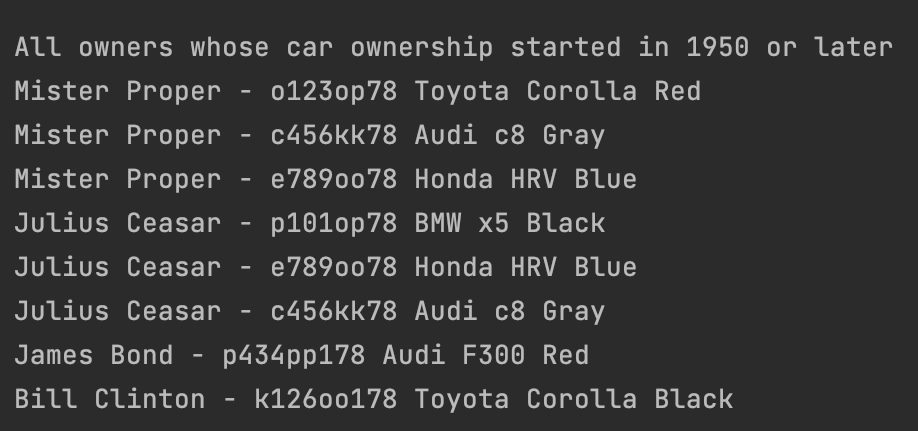 All owners whose car ownership started in 1950 or later
Mister Proper - o123op78 Toyota Corolla Red
Mister Proper - c456kk78 Audi c8 Gray
Mister Proper - e789oo78 Honda HRV Blue
Julius Ceasar - p101op78 BMW x5 Black
Julius Ceasar - e789oo78 Honda HRV Blue
Julius Ceasar - c456kk78 Audi c8 Gray
James Bond - p434pp178 Audi F300 Red
Bill Clinton - k126oo178 Toyota Corolla Black